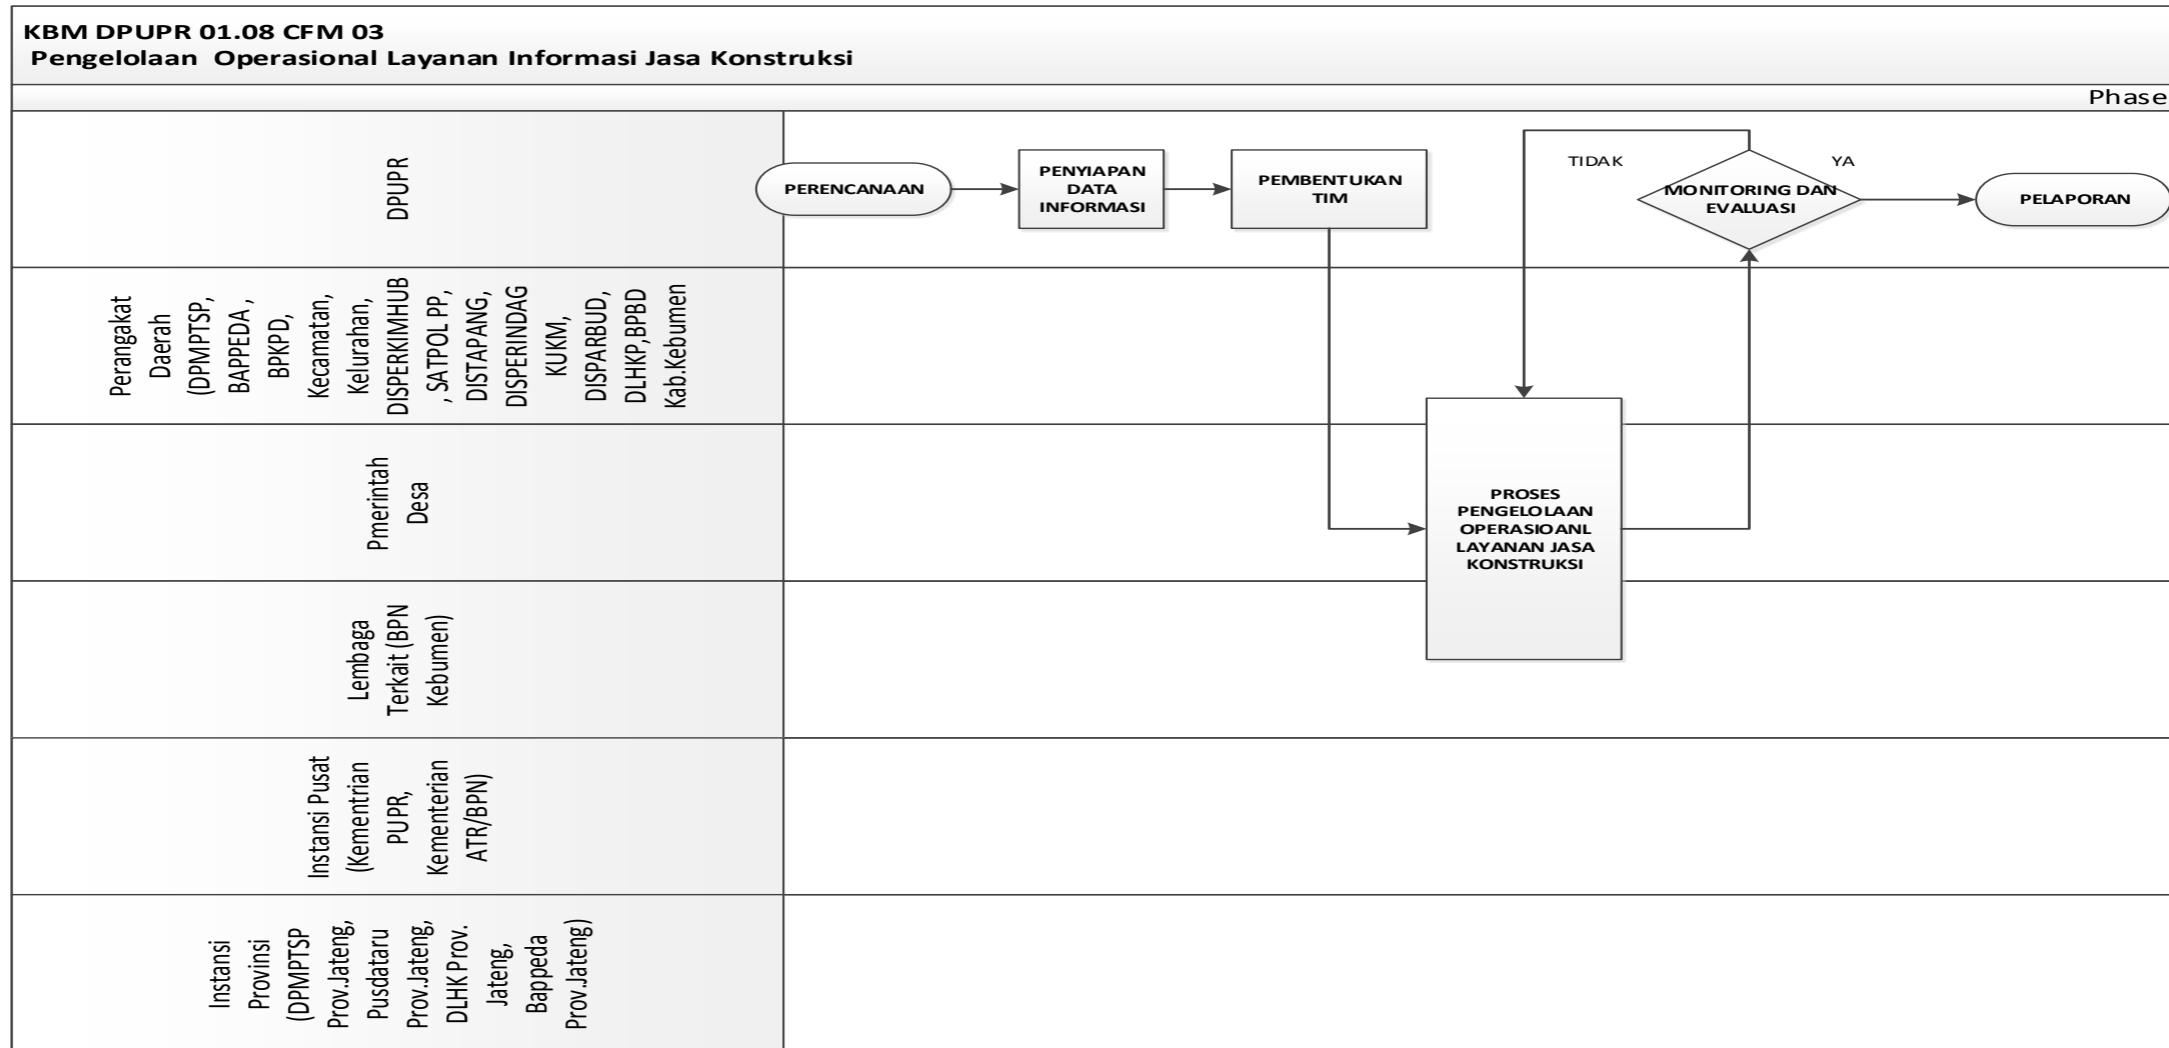 KBM DPUPR 01.08 CFM 03
Pengelolaan Operasional Layanan Informasi Jasa Konstruksi
Phase
DPUPR
PERENCANAAN
PENYIAPAN
DATA
INFORMASI
PEMBENTUKAN
TIM
TIDAK
YA
MONITORING DAN
EVALUASI
PELAPORAN
Perangakat
Daerah
(DPMPTSP,
BAPPEDA ,
BPKPD,
Kecamatan,
Kelurahan,
DISPERKIMHUB
, SATPOL PP,
DISTAPANG,
DISPERINDAG
KUKM,
DISPARBUD,
DLHKP,BPBD
Kab.Kebumen
Pmerintah
Desa
PROSES
PENGELOLAAN
OPERASIOANL
LAYANAN JASA
KONSTRUKSI
Lembaga
Terkait (BPN
Kebumen)
Instansi Pusat
(Kementrian
PUPR,
Kementerian
ATR/BPN)
Instansi
Provinsi
(DPMPTSP
Prov.Jateng,
Pusdataru
Prov.Jateng,
DLHK Prov.
Jateng,
Bappeda
Prov.Jateng)